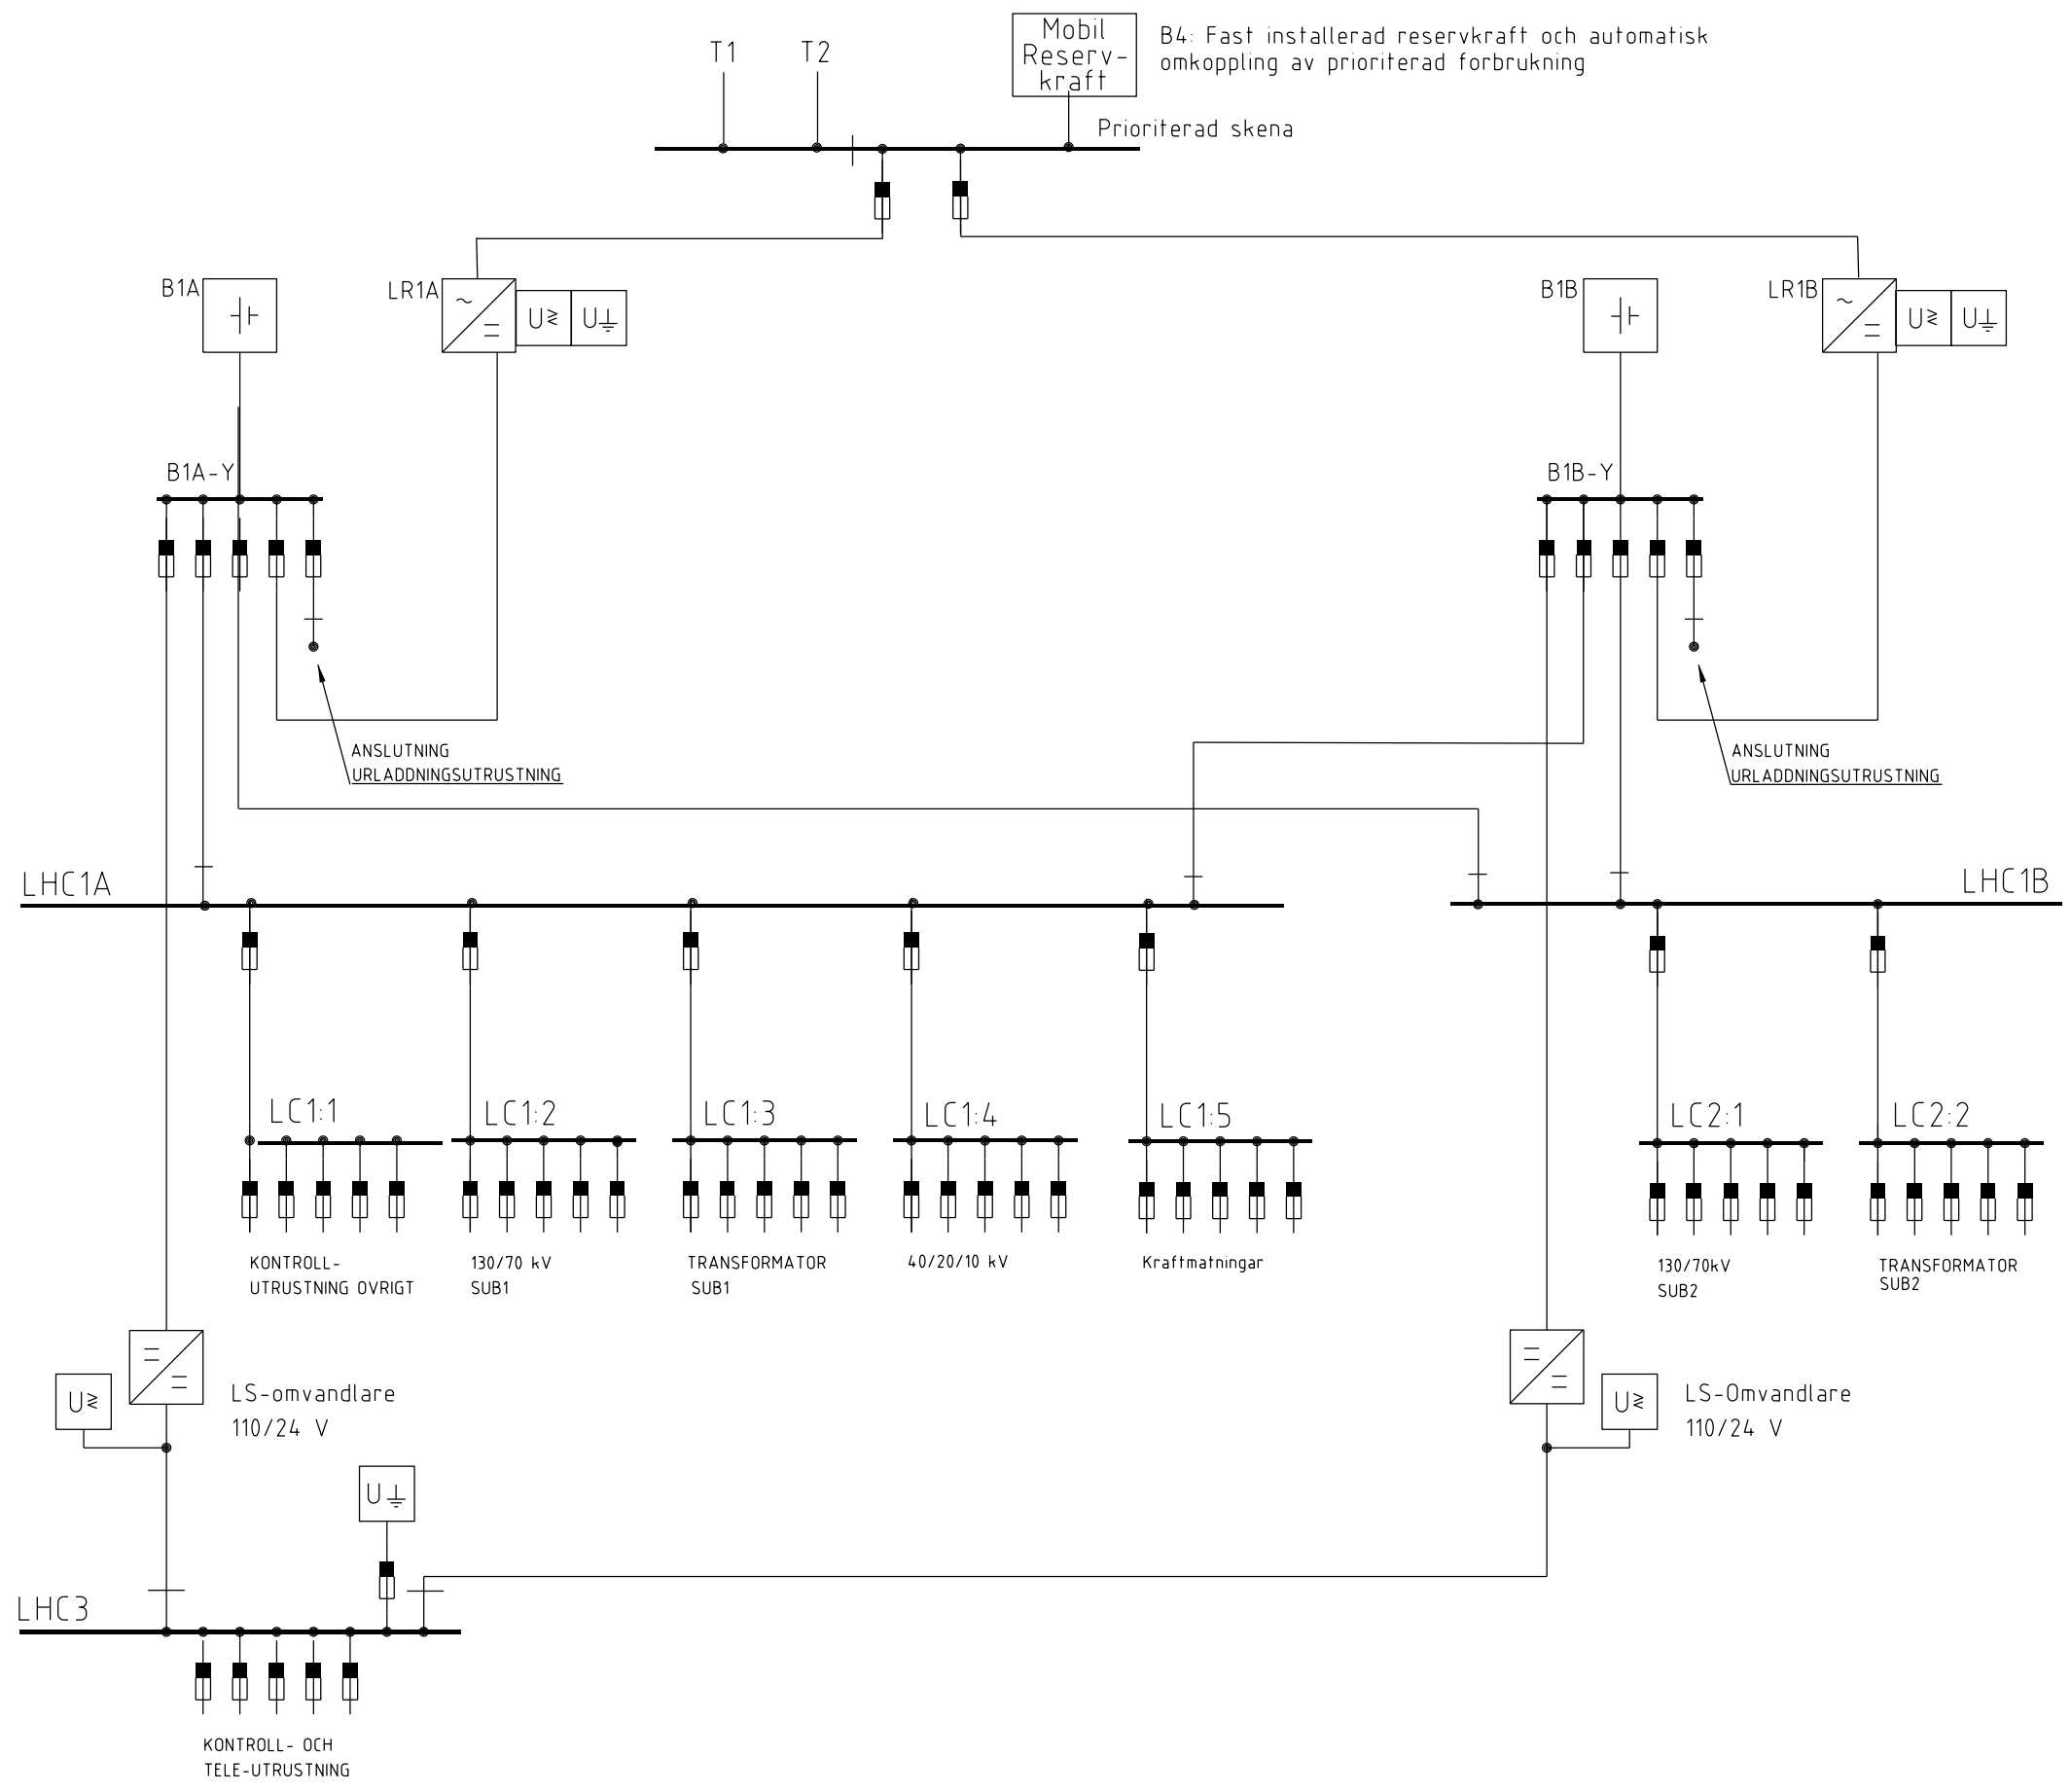 T1
T2
Mobil
Reserv-
kraft
B4: Fast installerad reservkraft och automatisk
omkoppling av prioriterad forbrukning
Prioriterad skena
B1A
LR1A
U≷
U⏚
B1B
LR1B
U≷
U⏚
B1A-Y
B1B-Y
ANSLUTNING
URLADDNINGSUTRUSTNING
ANSLUTNING
URLADDNINGSUTRUSTNING
LHC1A
LHC1B
LC1:1
LC1:2
LC1:3
LC1:4
LC1:5
LC2:1
LC2:2
KONTROLL-
UTRUSTNING OVRIGT
130/70 kV
SUB1
TRANSFORMATOR
SUB1
40/20/10 kV
Kraftmatningar
130/70kV
SUB2
TRANSFORMATOR
SUB2
U≷
LS-omvandlare
110/24 V
U≷
LS-Omvandlare
110/24 V
U⏚
LHC3
KONTROLL- OCH
TELE-UTRUSTNING